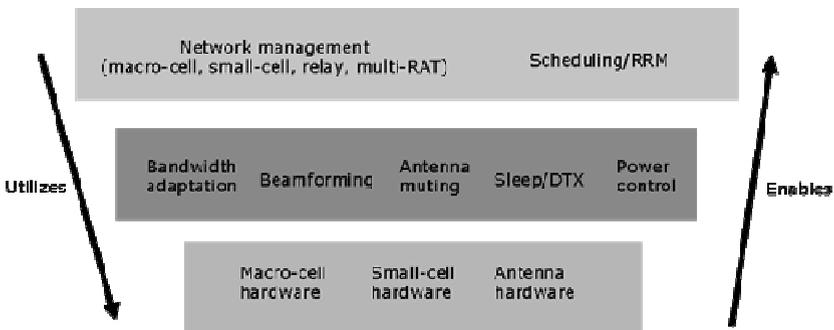 Network management
(macro-cell, small-cell, relay, multi-RAT)
Scheduling/RRM
Utilizes
Bandwidth
adaptation
Beamforming
Antenna
muting
Sleep/DTX
Power
control
Enables
Macro-cell
hardware
Small-cell
hardware
Antenna
hardware